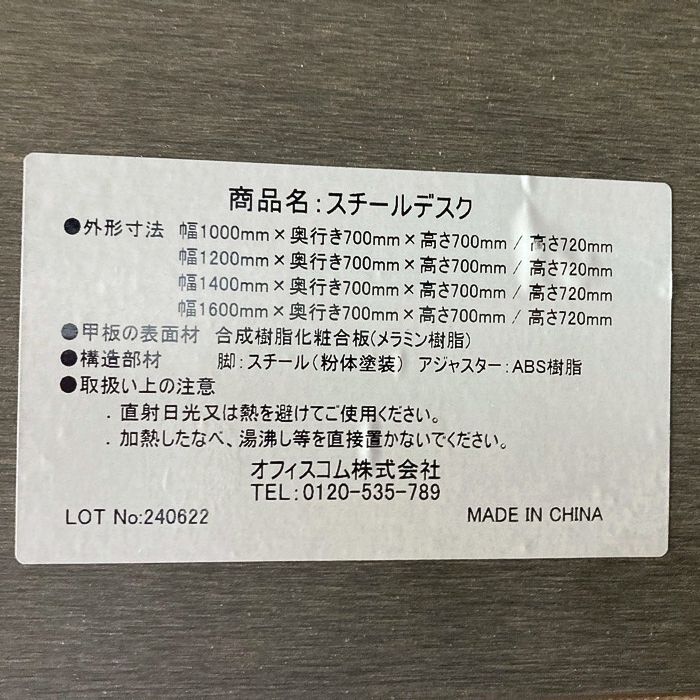 商品名:スチールデスク
●外形寸法 幅1000mm×奥行き700mm×高さ700mm / 高さ720mm
幅1200mm×奥行き700mm×高さ700mm / 高さ720mm
幅1400mm×奥行き700mm×高さ700mm / 高さ720mm
幅1600mm×奥行き700mm×高さ700mm / 高さ720mm
●甲板の表面材 合成樹脂化粧合板(メラミン樹脂)
●構造部材 脚:スチール(粉体塗装) アジャスター:ABS樹脂
●取扱い上の注意
.直射日光又は熱を避けてご使用ください。
.加熱したなべ、湯沸し等を直接置かないでください。
オフィスコム株式会社
TEL:0120-535-789
LOT No:240622 MADE IN CHINA